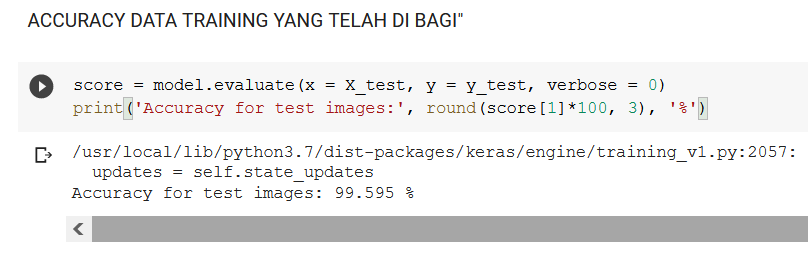 ACCURACY DATA TRAINING YANG TELAH DI BAGI"
score = model.evaluate(x = X_test, y = y_test, verbose = 0)
print('Accuracy for test images:', round(score[1]*100, 3), '%')
/usr/local/lib/python3.7/dist-packages/keras/engine/training_v1.py:2057:
  updates = self.state_updates
Accuracy for test images: 99.595 %